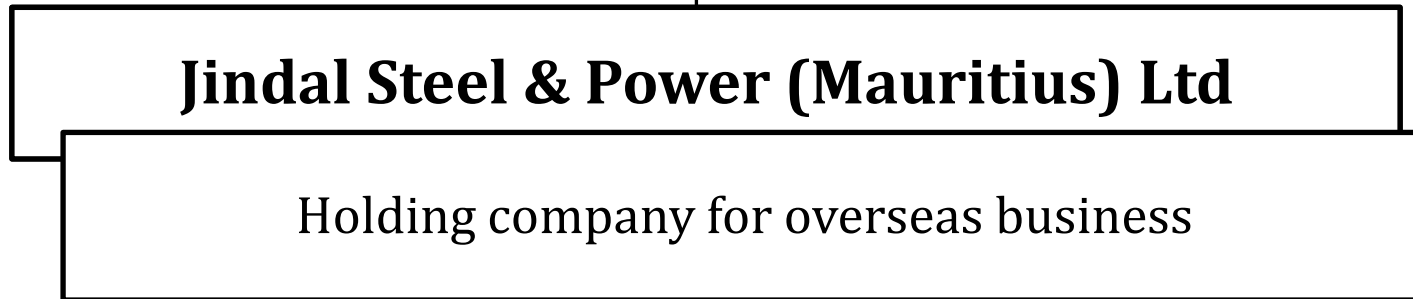 Jindal Steel & Power (Mauritius) Ltd
Holding company for overseas business